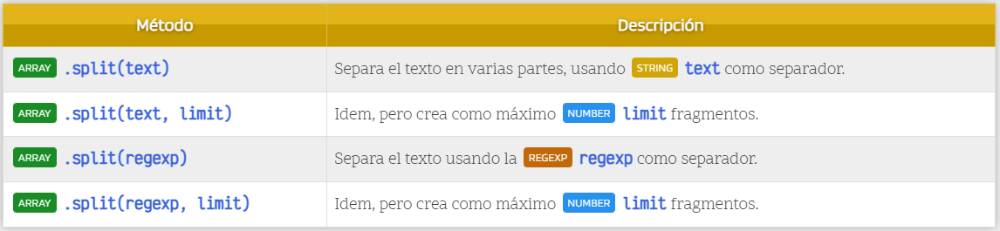 Método Descripción
ARRAY .split(text) Separa el texto en varias partes, usando STRING text como separador.
ARRAY .split(text, limit) Idem, pero crea como máximo NUMBER limit fragmentos.
ARRAY .split(regexp) Separa el texto usando la REGEXP regexp como separador.
ARRAY .split(regexp, limit) Idem, pero crea como máximo NUMBER limit fragmentos.